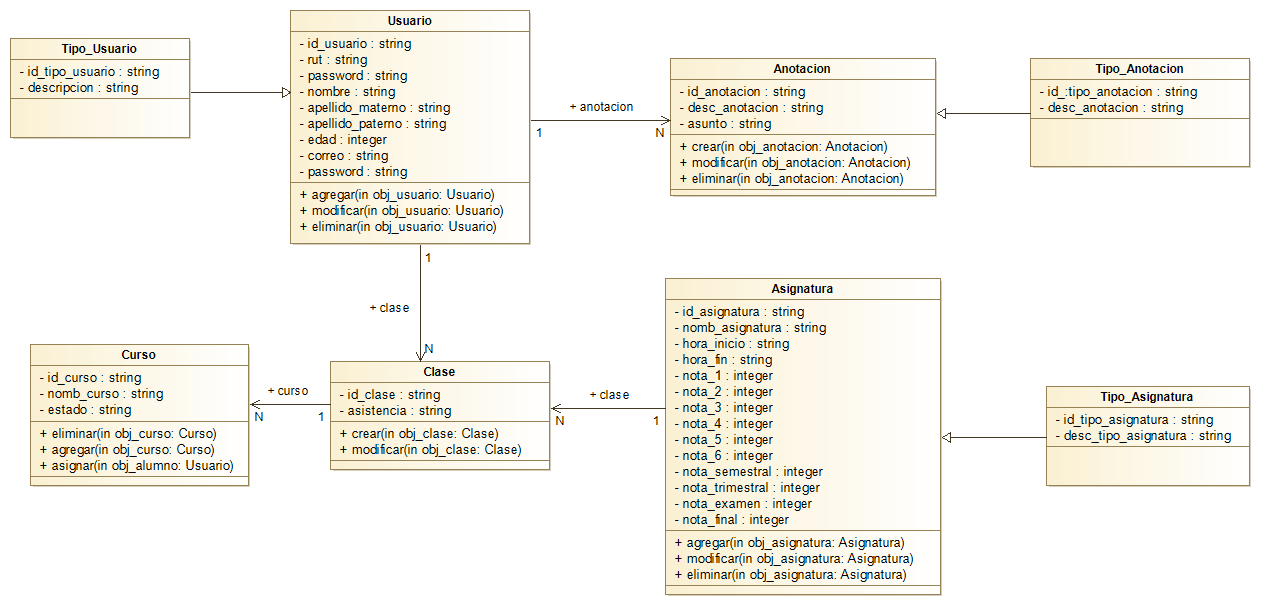 Tipo_Usuario
- id_tipo_usuario : string
- descripcion : string
Usuario
- id_usuario : string
- rut : string
- password : string
- nombre : string
- apellido_materno : string
- apellido_paterno : string
- edad : integer
- correo : string
- password : string
+ agregar(in obj_usuario: Usuario)
+ modificar(in obj_usuario: Usuario)
+ eliminar(in obj_usuario: Usuario)
+ anotacion
1
N
Anotacion
- id_anotacion : string
- desc_anotacion : string
- asunto : string
+ crear(in obj_anotacion: Anotacion)
+ modificar(in obj_anotacion: Anotacion)
+ eliminar(in obj_anotacion: Anotacion)
Tipo_Anotacion
- id_:tipo_anotacion : string
- desc_anotacion : string
1
+ clase
N
Curso
- id_curso : string
- nomb_curso : string
- estado : string
+ eliminar(in obj_curso: Curso)
+ agregar(in obj_curso: Curso)
+ asignar(in obj_alumno: Usuario)
+ curso
N
1
Clase
- id_clase : string
- asistencia : string
+ crear(in obj_clase: Clase)
+ modificar(in obj_clase: Clase)
+ clase
N
1
Asignatura
- id_asignatura : string
- nomb_asignatura : string
- hora_inicio : string
- hora_fin : string
- nota_1 : integer
- nota_2 : integer
- nota_3 : integer
- nota_4 : integer
- nota_5 : integer
- nota_6 : integer
- nota_semestral : integer
- nota_trimestral : integer
- nota_examen : integer
- nota_final : integer
+ agregar(in obj_asignatura: Asignatura)
+ modificar(in obj_asignatura: Asignatura)
+ eliminar(in obj_asignatura: Asignatura)
Tipo_Asignatura
- id_tipo_asignatura : string
- desc_tipo_asignatura : string